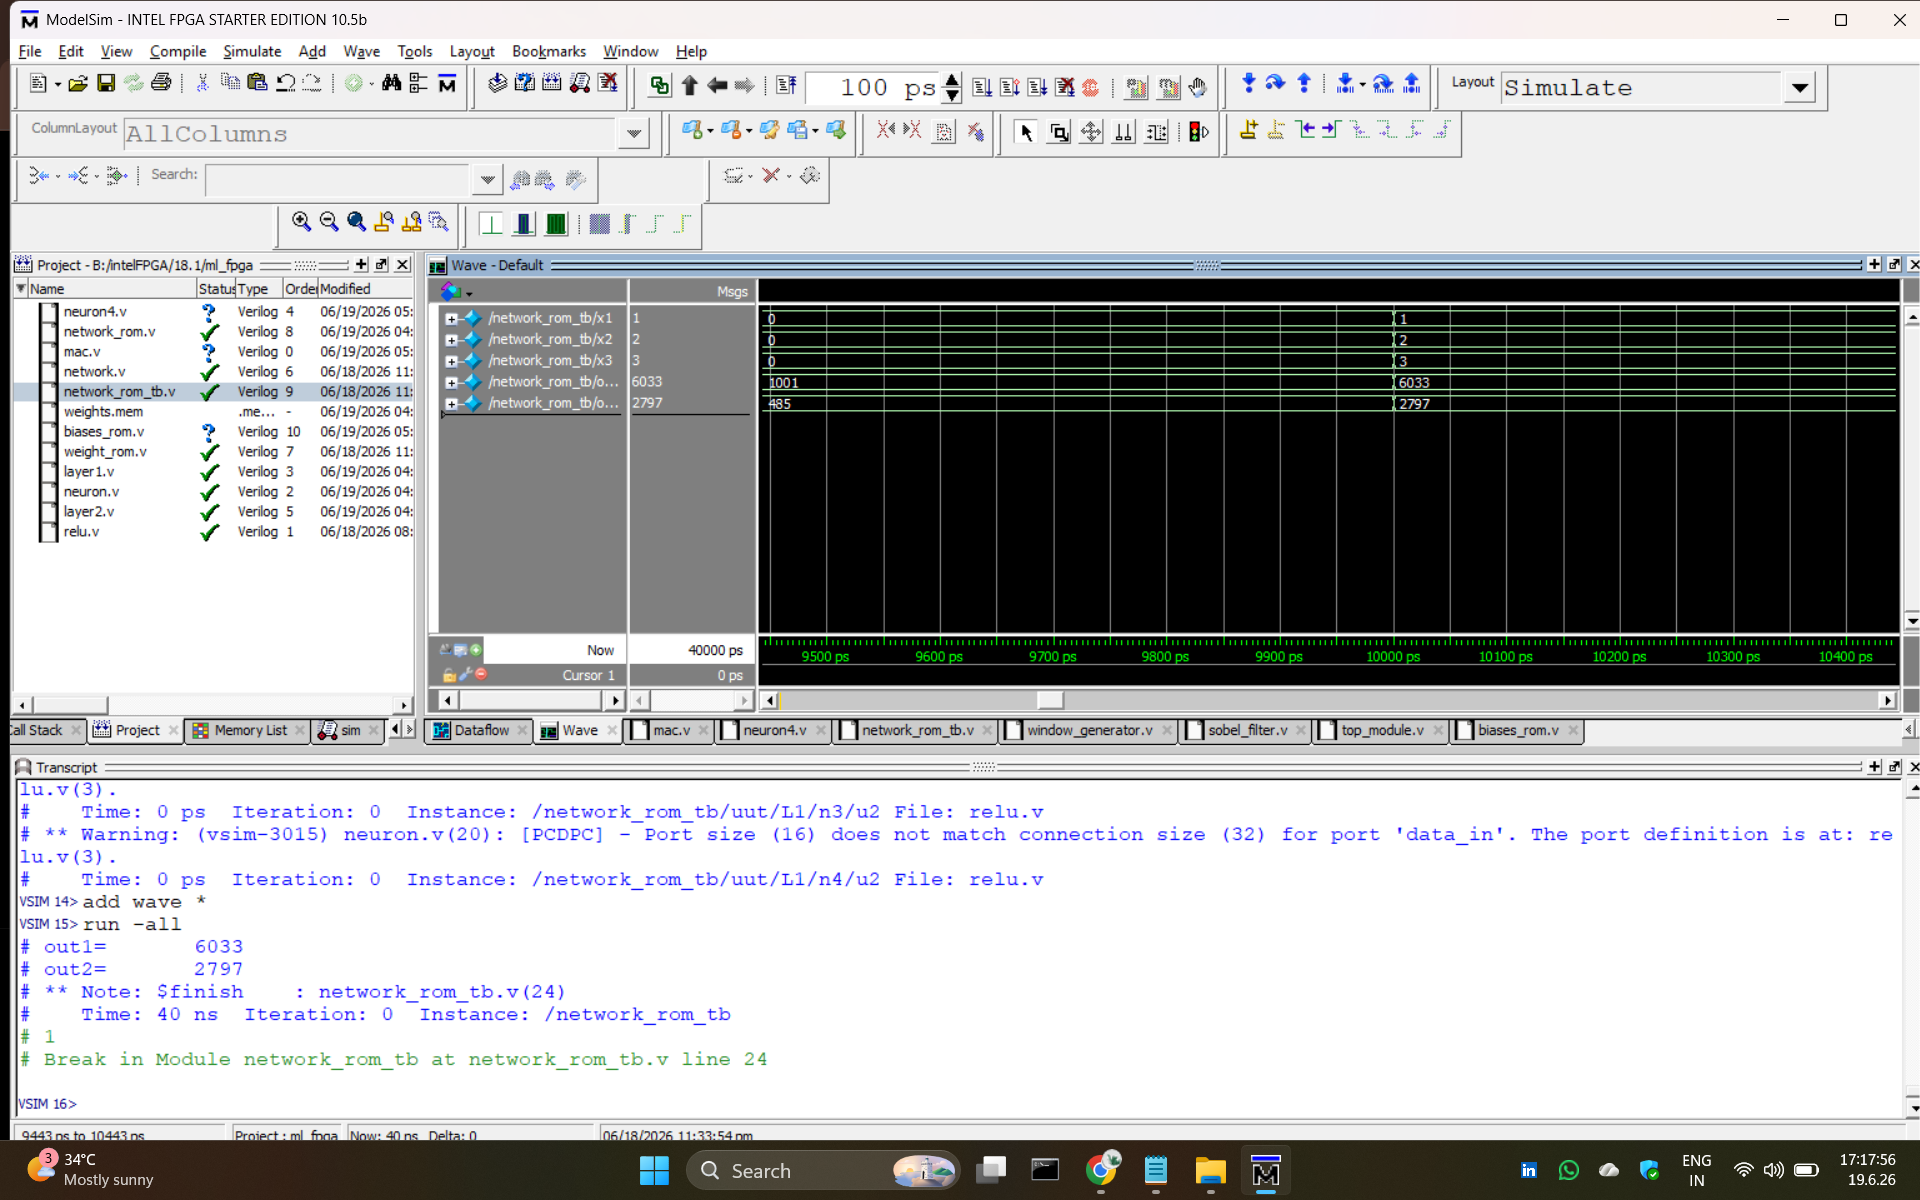 ModelSim - INTEL FPGA STARTER EDITION 10.5b
File Edit View Compile Simulate Add Wave Tools Layout Bookmarks Window Help
100 ps
Layout Simulate
ColumnLayout AllColumns
Search:
Project - B:/intelFPGA/18.1/ml_fpga
Name Status Type Order Modified
neuron4.v ? Verilog 4 06/19/2026 05:
network_rom.v Verilog 8 06/19/2026 04:
mac.v ? Verilog 0 06/19/2026 05:
network.v Verilog 6 06/18/2026 11:
network_rom_tb.v Verilog 9 06/18/2026 11:
weights.mem .me... - 06/19/2026 04:
biases_rom.v ? Verilog 10 06/19/2026 05:
weight_rom.v Verilog 7 06/18/2026 11:
layer1.v Verilog 3 06/19/2026 04:
neuron.v Verilog 2 06/19/2026 04:
layer2.v Verilog 5 06/19/2026 04:
relu.v Verilog 1 06/18/2026 08:
Wave - Default
Msgs
/network_rom_tb/x1 1 0 1
/network_rom_tb/x2 2 0 2
/network_rom_tb/x3 3 0 3
/network_rom_tb/o... 6033 1001 6033
/network_rom_tb/o... 2797 485 2797
Now 40000 ps
9500 ps 9600 ps 9700 ps 9800 ps 9900 ps 10000 ps 10100 ps 10200 ps 10300 ps 10400 ps
Cursor 1 0 ps
Call Stack Project Memory List sim
Dataflow Wave mac.v neuron4.v network_rom_tb.v window_generator.v sobel_filter.v top_module.v biases_rom.v
Transcript
lu.v(3).
# Time: 0 ps Iteration: 0 Instance: /network_rom_tb/uut/L1/n3/u2 File: relu.v
# ** Warning: (vsim-3015) neuron.v(20): [PCDPC] - Port size (16) does not match connection size (32) for port 'data_in'. The port definition is at: re
lu.v(3).
# Time: 0 ps Iteration: 0 Instance: /network_rom_tb/uut/L1/n4/u2 File: relu.v
VSIM 14> add wave *
VSIM 15> run -all
# out1= 6033
# out2= 2797
# ** Note: $finish : network_rom_tb.v(24)
# Time: 40 ns Iteration: 0 Instance: /network_rom_tb
# 1
# Break in Module network_rom_tb at network_rom_tb.v line 24
VSIM 16>
9443 ps to 10443 ps Project : ml_fpga Now: 40 ns Delta: 0 06/18/2026 11:33:54 pm
3
34°C
Mostly sunny
Search
ENG
IN
17:17:56
19.6.26